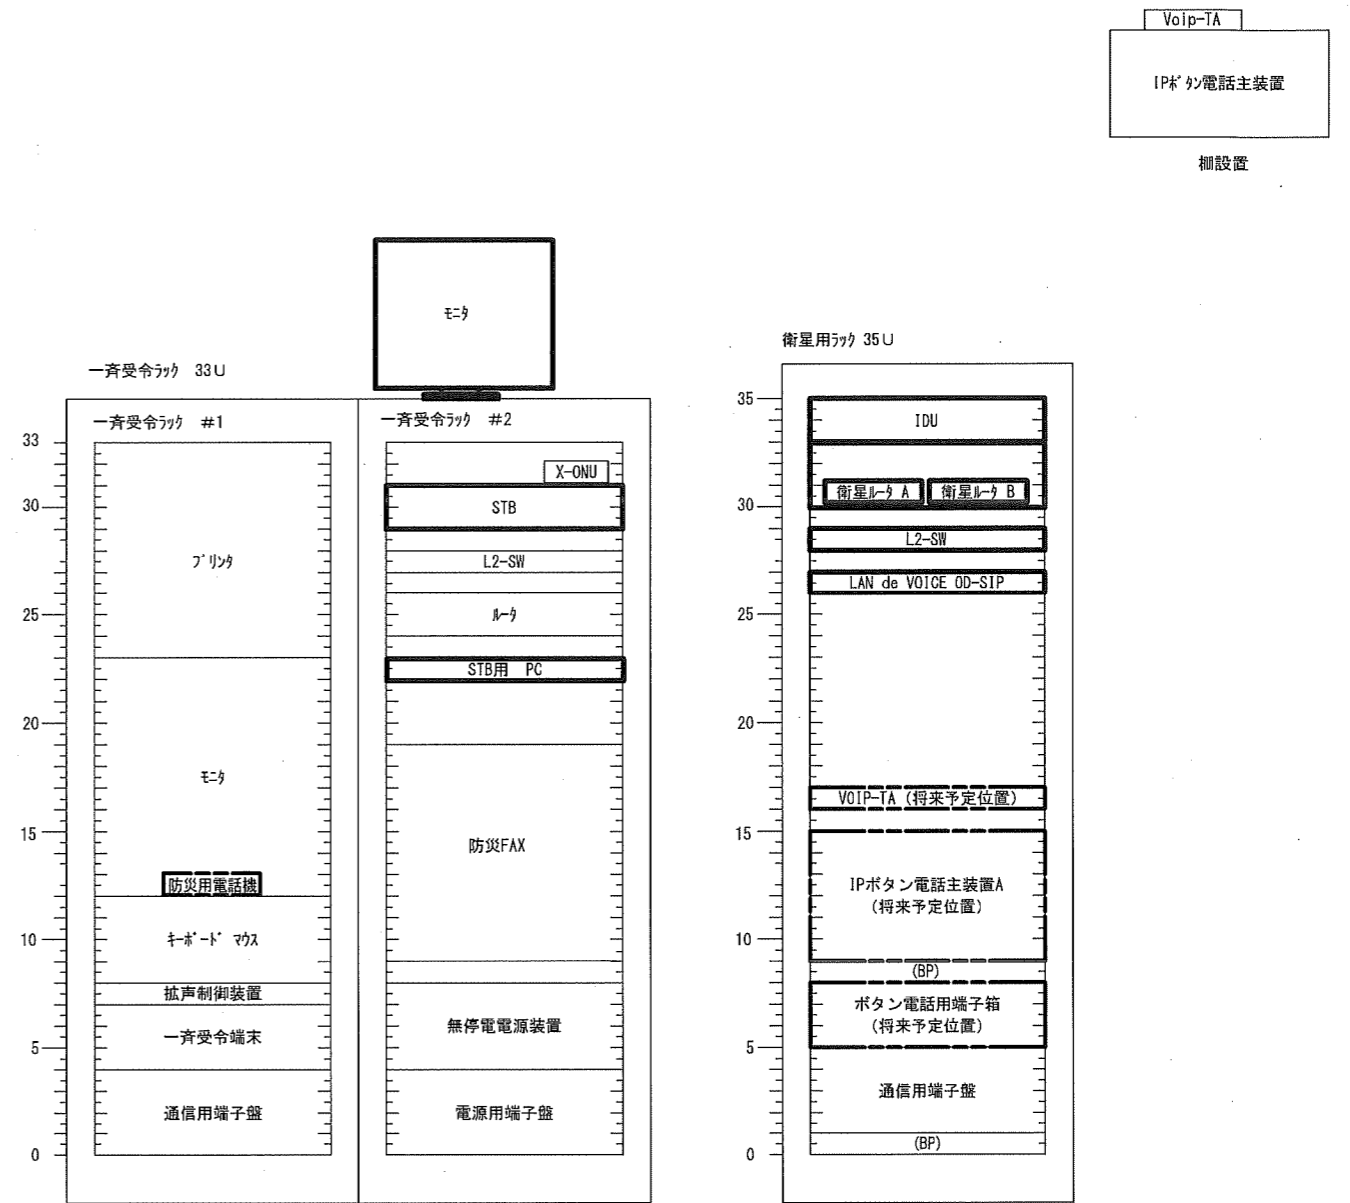 Voip-TA
IPﾎﾞﾀﾝ電話主装置
棚設置
モニタ
一斉受令ﾗｯｸ 33U
一斉受令ﾗｯｸ #1
一斉受令ﾗｯｸ #2
33
30
25
20
15
10
5
0
ﾌﾟﾘﾝﾀ
ﾓﾆﾀ
防災用電話機
ｷｰﾎﾞｰﾄﾞ ﾏｳｽ
拡声制御装置
一斉受令端末
通信用端子盤
X-ONU
STB
L2-SW
ﾙｰﾀ
STB用 PC
防災FAX
無停電電源装置
電源用端子盤
衛星用ﾗｯｸ 35U
35
30
25
20
15
10
5
0
IDU
衛星ﾙｰﾀ A
衛星ﾙｰﾀ B
L2-SW
LAN de VOICE OD-SIP
VOIP-TA (将来予定位置)
IPボタン電話主装置A
(将来予定位置)
(BP)
ボタン電話用端子箱
(将来予定位置)
通信用端子盤
(BP)